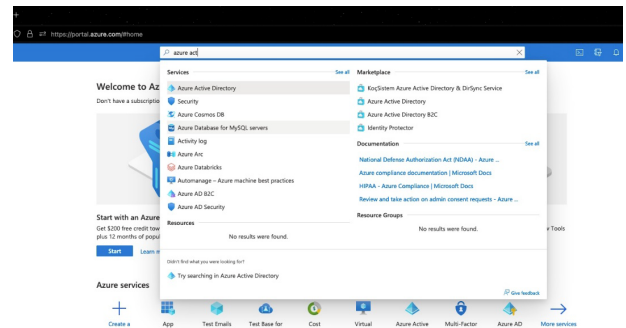 https://portal.azure.com/#home
azure act
Services
See all
Azure Active Directory
Security
Azure Cosmos DB
Azure Database for MySQL servers
Activity log
Azure Arc
Azure Databricks
Automanage – Azure machine best practices
Azure AD B2C
Azure AD Security
Resources
No results were found.
Marketplace
See all
KoçSistem Azure Active Directory & DirSync Service
Azure Active Directory
Azure Active Directory B2C
Identity Protector
Documentation
See all
National Defense Authorization Act (NDAA) - Azure ...
Azure compliance documentation | Microsoft Docs
HIPAA - Azure Compliance | Microsoft Docs
Review and take action on admin consent requests - Azure ...
Resource Groups
No results were found.
Didn't find what you were looking for?
Try searching in Azure Active Directory
Give feedback
Welcome to Az
Don't have a subscriptio
Start with an Azure
Get $200 free credit tow
plus 12 months of popul
Start
Learn
Tools
Azure services
Create a
App
Test Emails
Test Base for
Cost
Virtual
Azure Active
Multi-Factor
Azure AD
More services